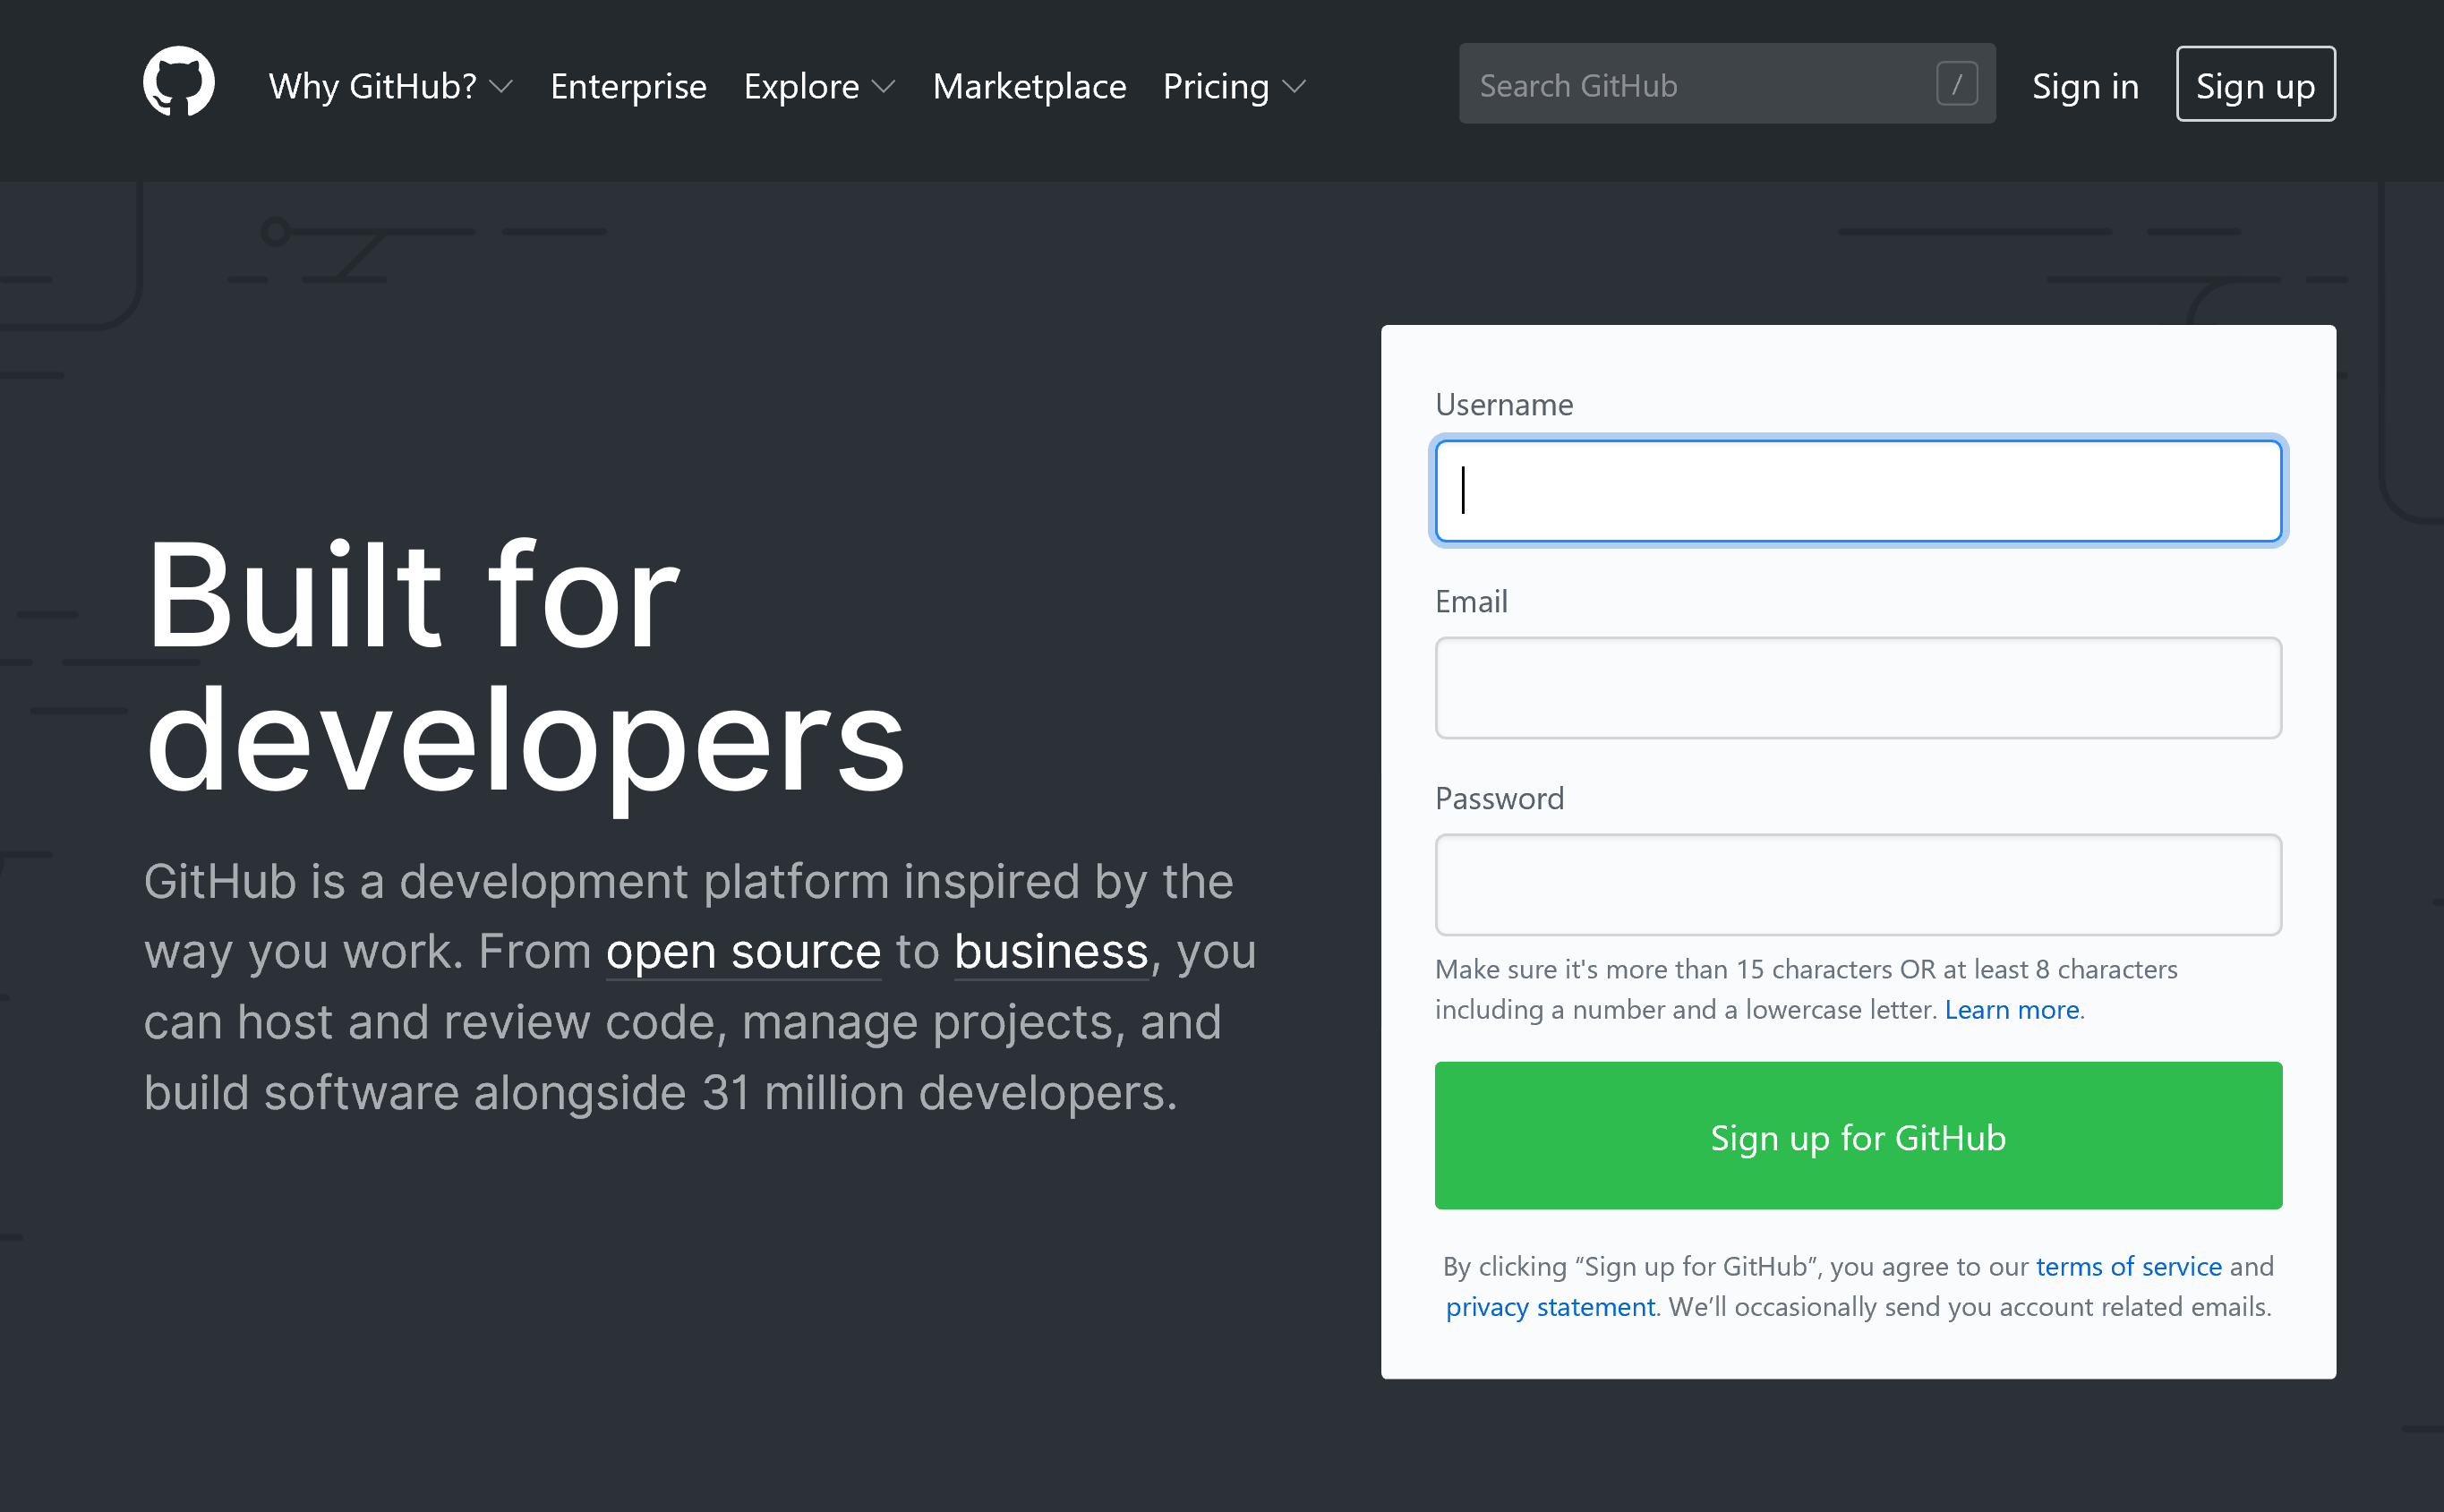 Why GitHub? Enterprise Explore Marketplace Pricing Search GitHub / Sign in Sign up
Built for
developers
GitHub is a development platform inspired by the
way you work. From open source to business, you
can host and review code, manage projects, and
build software alongside 31 million developers.
Username
Email
Password
Make sure it's more than 15 characters OR at least 8 characters
including a number and a lowercase letter. Learn more.
Sign up for GitHub
By clicking “Sign up for GitHub”, you agree to our terms of service and
privacy statement. We’ll occasionally send you account related emails.